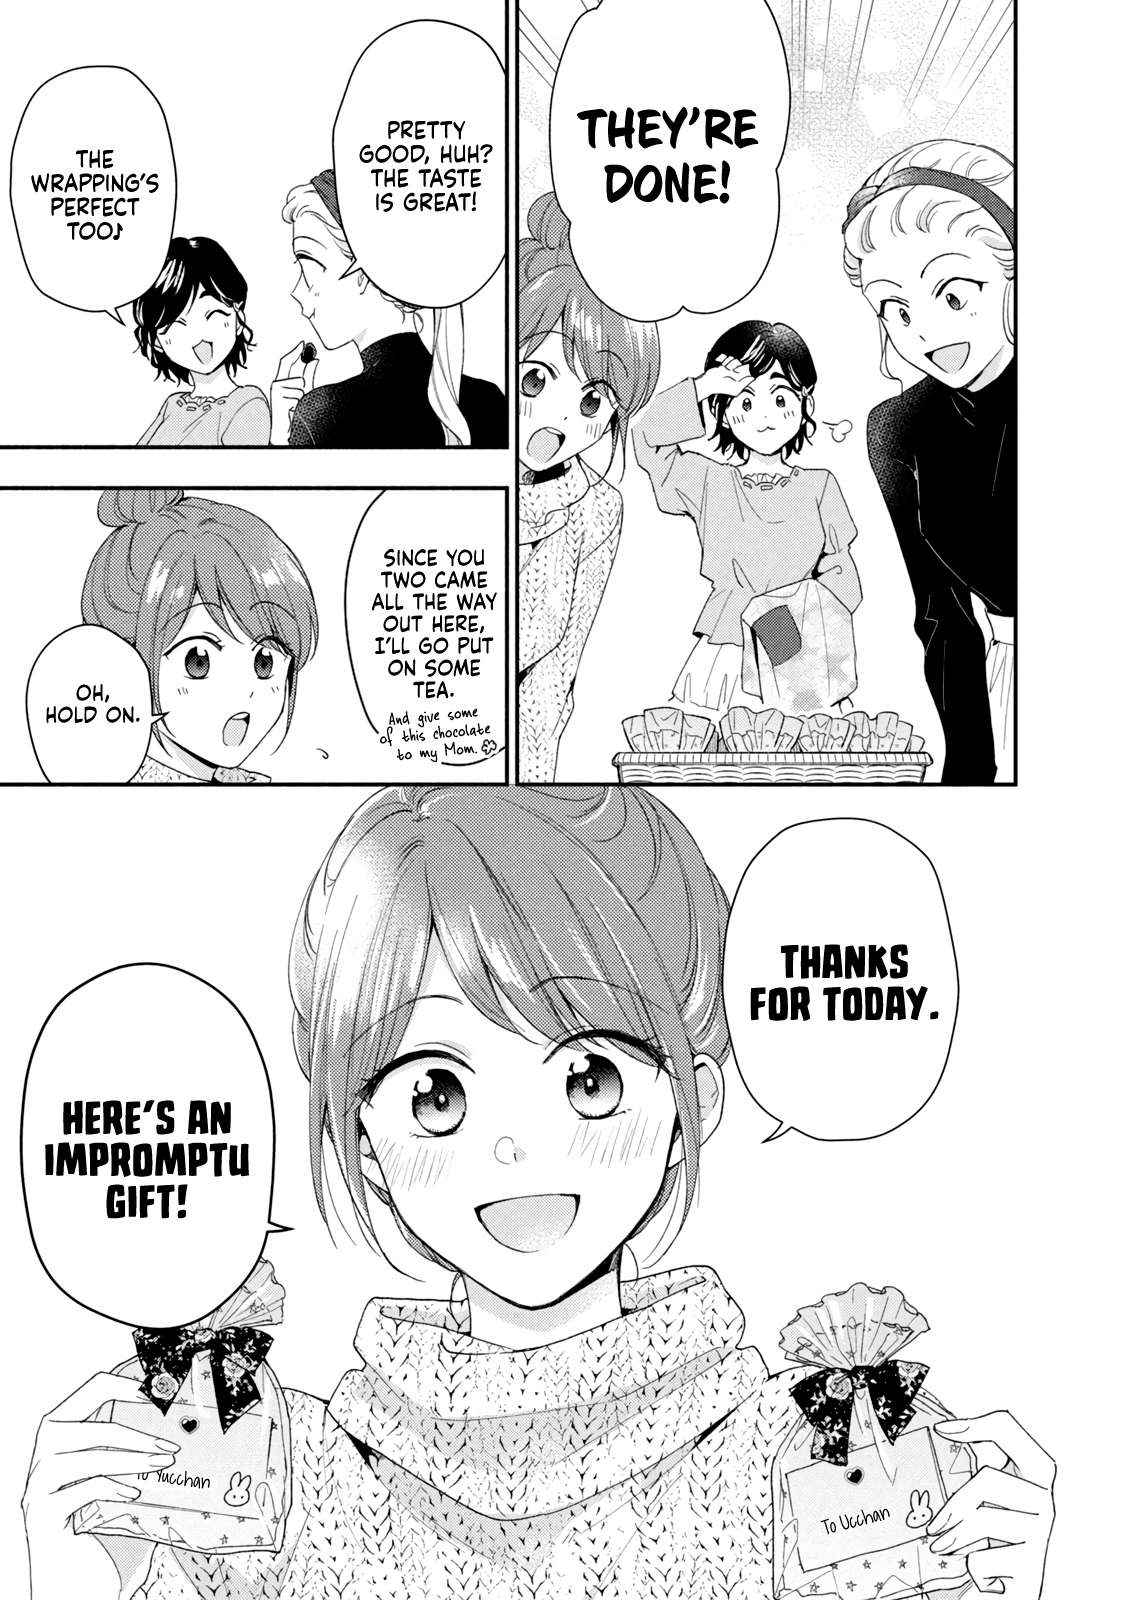 THEY'RE
DONE!
PRETTY
GOOD, HUH?
THE TASTE
IS GREAT!
THE
WRAPPING'S
PERFECT
TOO♪
SINCE YOU
TWO CAME
ALL THE WAY
OUT HERE,
I'LL GO PUT
ON SOME
TEA.
And give some
of this chocolate
to my Mom.
OH,
HOLD ON.
THANKS
FOR TODAY.
HERE'S AN
IMPROMPTU
GIFT!
To Yucchan
To Ucchan